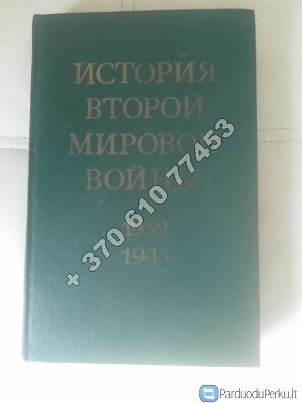 ИСТОРИЯ
ВТОРОЙ
МИРОВОЙ
ВОЙНЫ
1939
1945
+ 370 610 77453
ParduoduPerku.lt